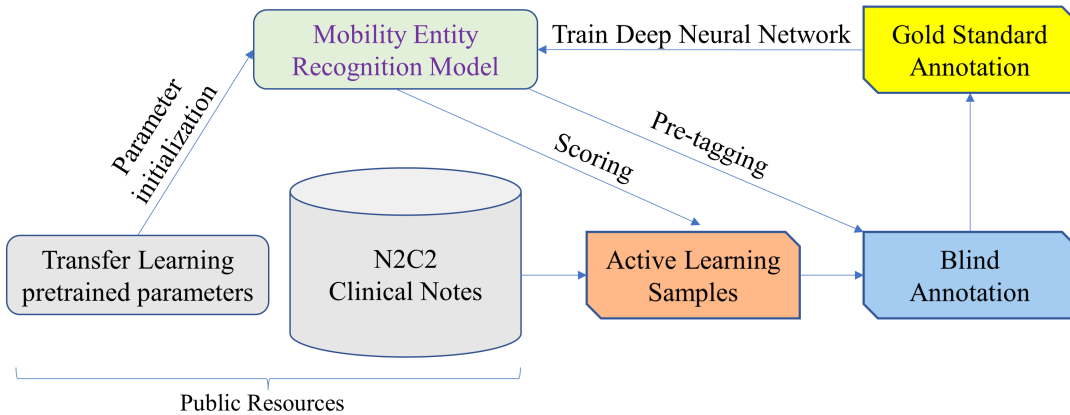 Mobility Entity
Recognition Model
Train Deep Neural Network
Gold Standard
Annotation
Parameter
initialization
Scoring
Pre-tagging
Transfer Learning
pretrained parameters
N2C2
Clinical Notes
Active Learning
Samples
Blind
Annotation
Public Resources